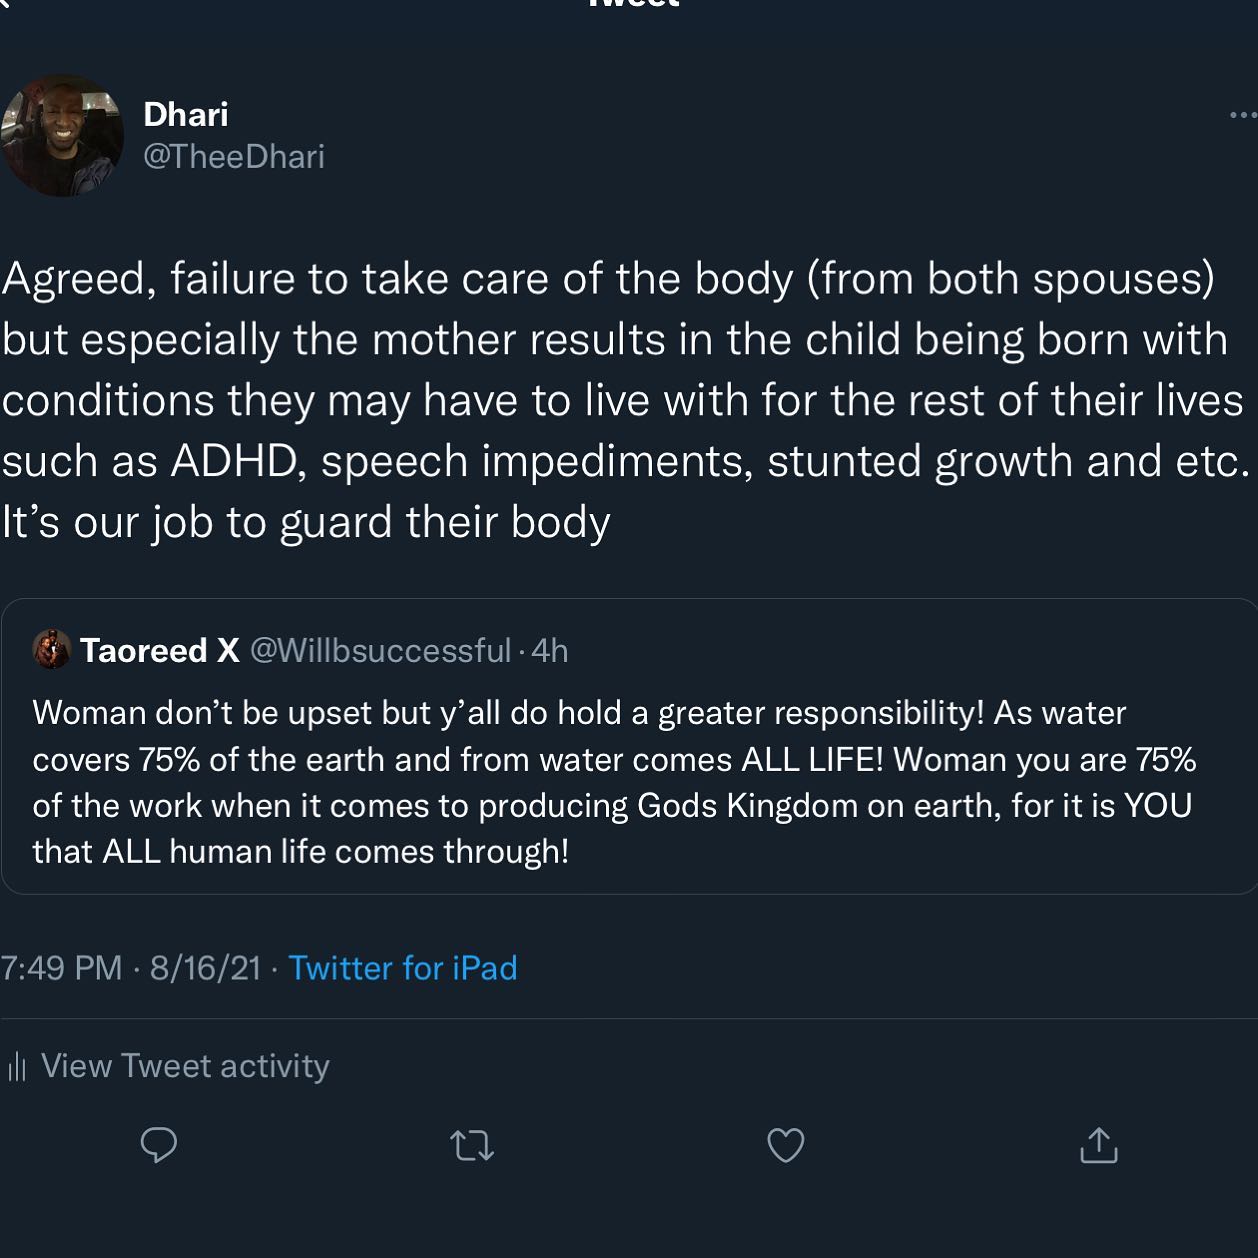 Tweet
Dhari
@TheeDhari
Agreed, failure to take care of the body (from both spouses)
but especially the mother results in the child being born with
conditions they may have to live with for the rest of their lives
such as ADHD, speech impediments, stunted growth and etc.
It’s our job to guard their body
Taoreed X @Willbsuccessful · 4h
Woman don’t be upset but y’all do hold a greater responsibility! As water
covers 75% of the earth and from water comes ALL LIFE! Woman you are 75%
of the work when it comes to producing Gods Kingdom on earth, for it is YOU
that ALL human life comes through!
7:49 PM · 8/16/21 · Twitter for iPad
View Tweet activity